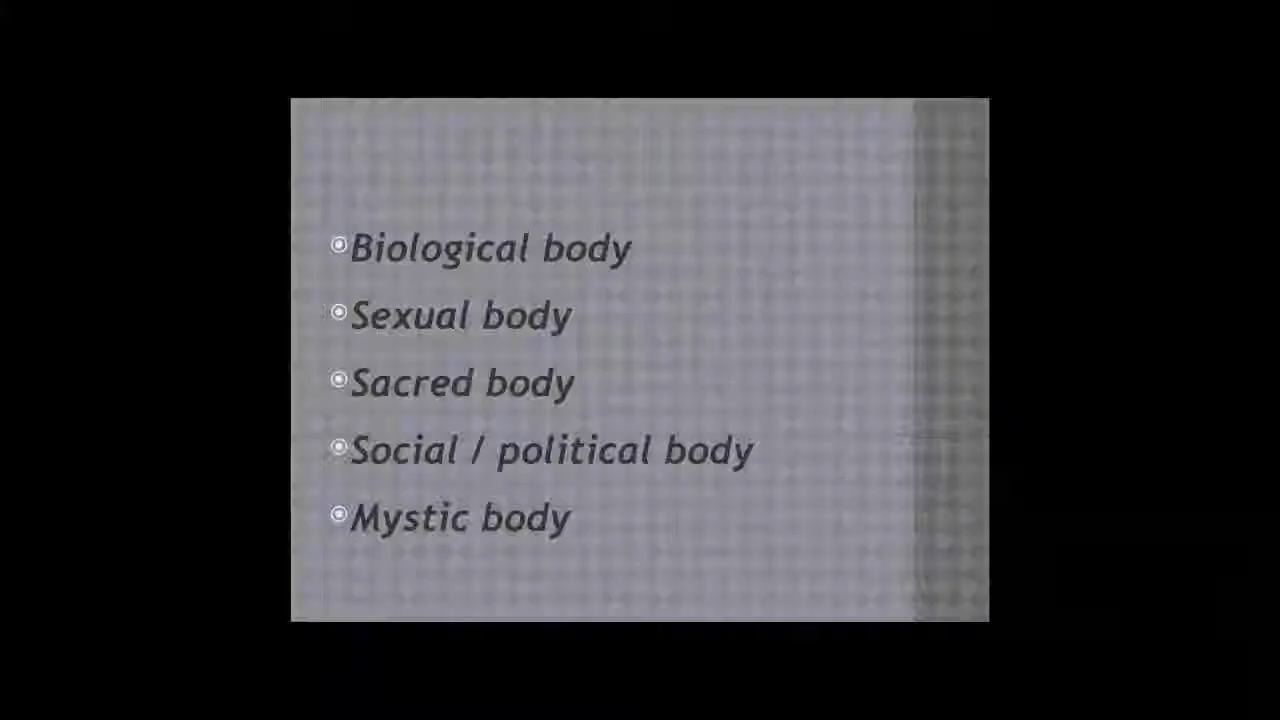 Biological body
Sexual body
Sacred body
Social / political body
Mystic body